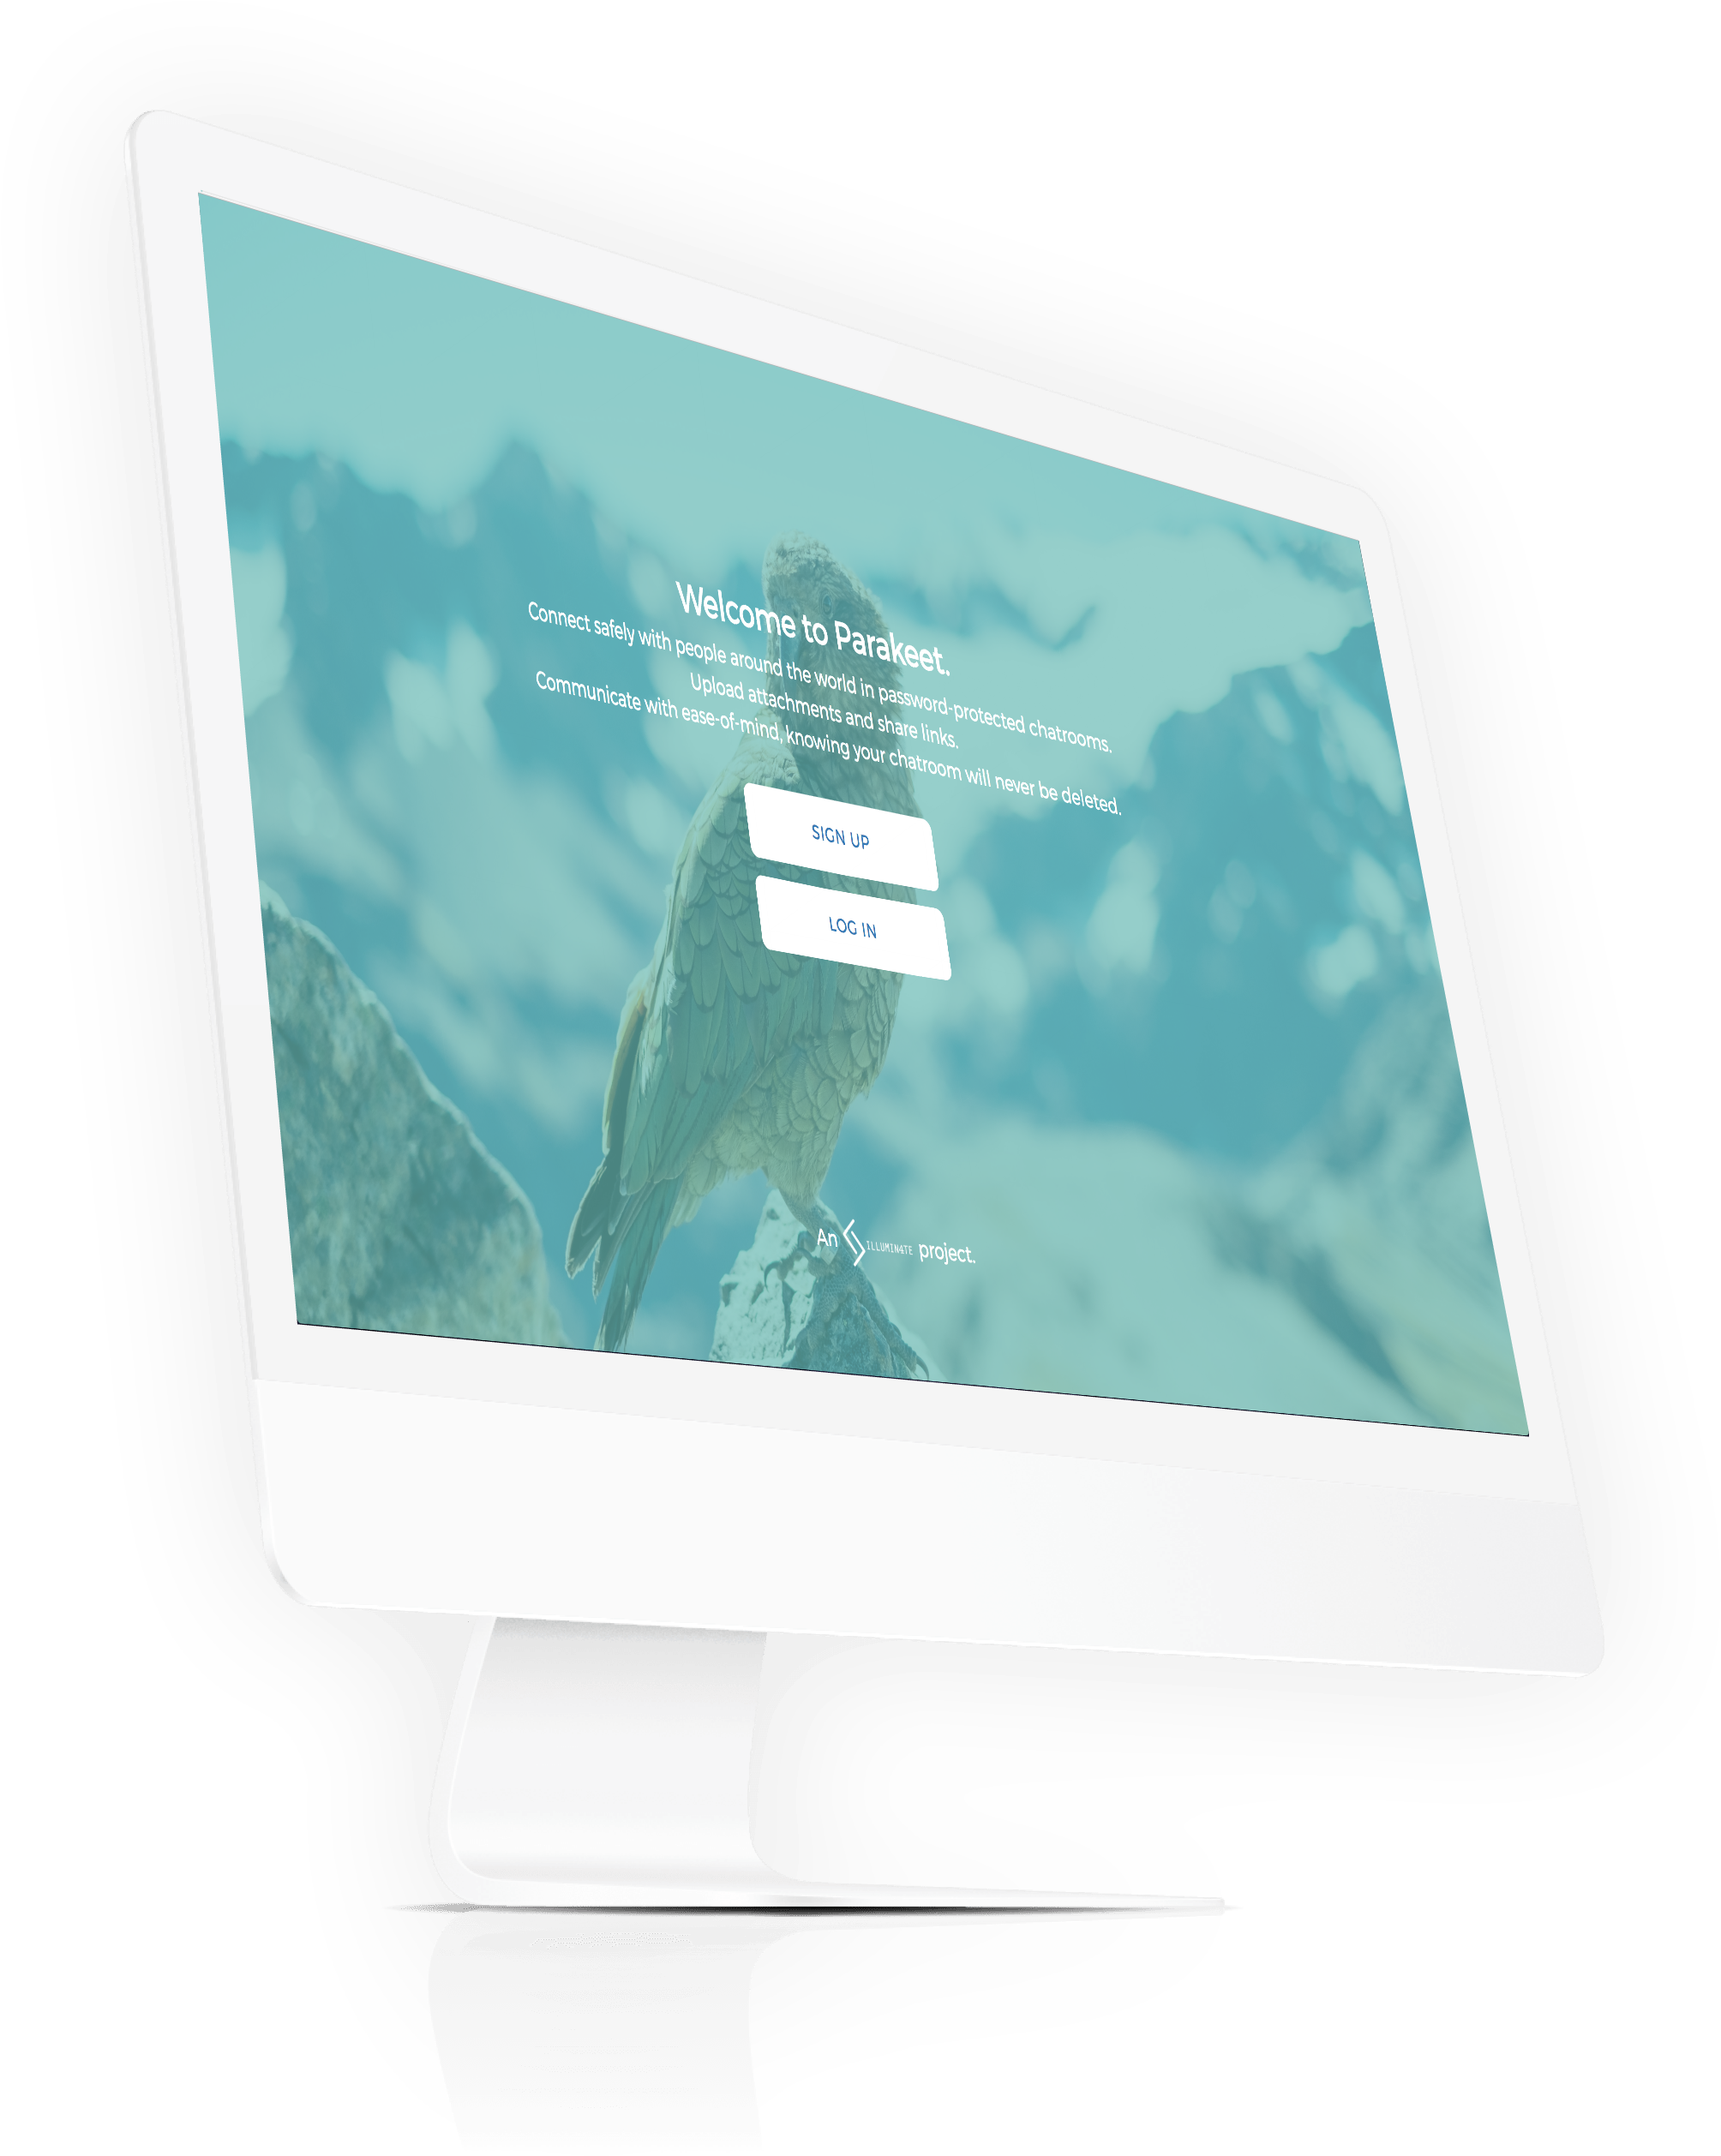 Welcome to Parakeet.
Connect safely with people around the world in password-protected chatrooms.
Upload attachments and share links.
Communicate with ease-of-mind, knowing your chatroom will never be deleted.
SIGN UP
LOG IN
An ILLUMINATE project.